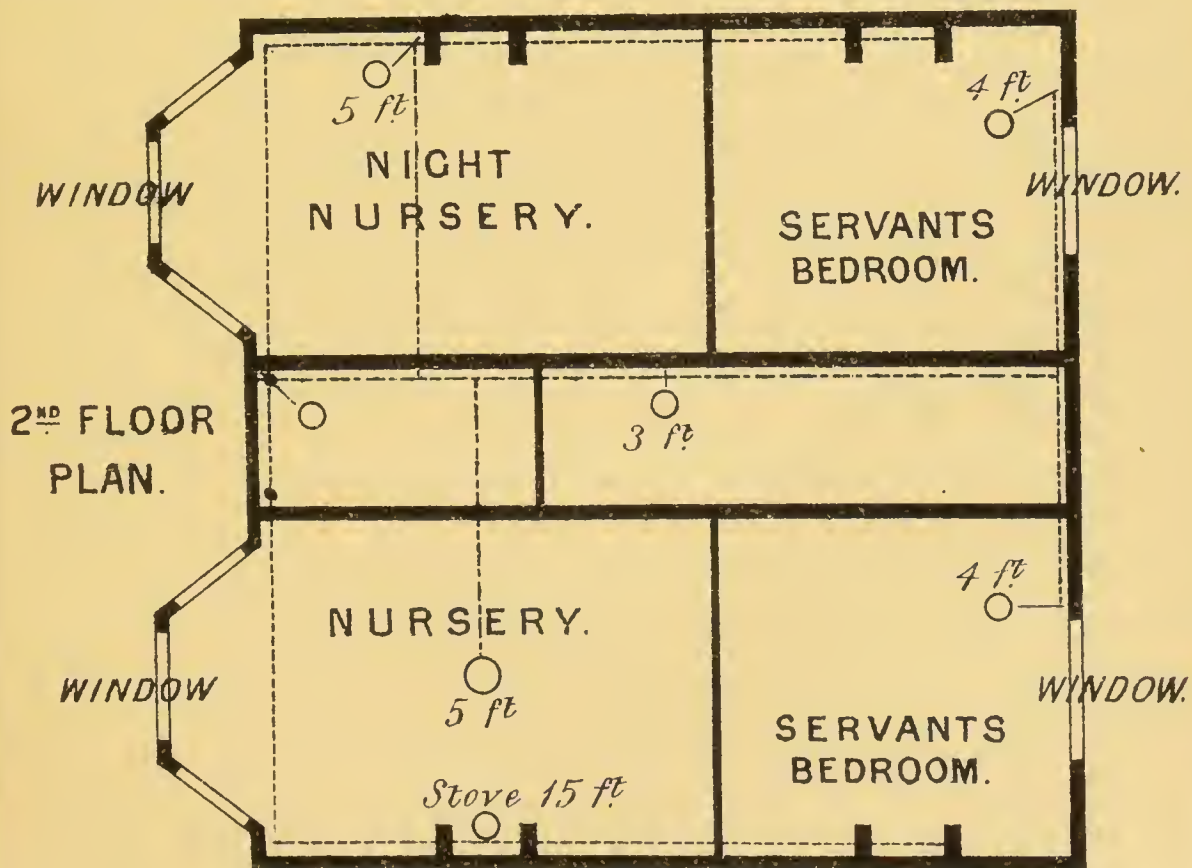 5 ft
4 ft
WINDOW
NIGHT
NURSERY.
WINDOW.
SERVANTS
BEDROOM.
2ND FLOOR
PLAN.
3 ft
NURSERY.
4 ft
WINDOW
5 ft
WINDOW.
SERVANTS
BEDROOM.
Stove 15 ft